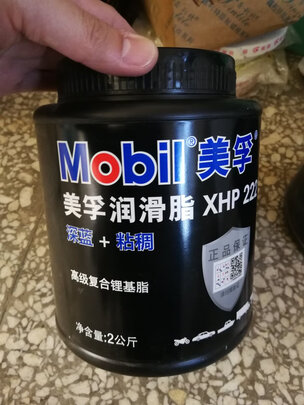 Mobil® 美孚®
美孚润滑脂 XHP 222
深蓝 + 粘稠
正品保证
高级复合锂基脂
净含量:2公斤